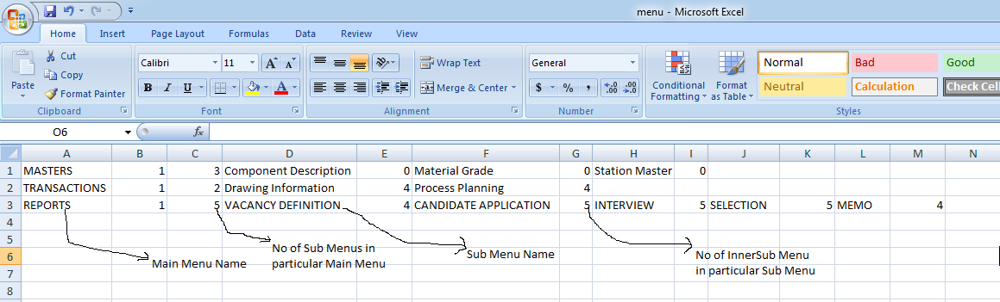 menu - Microsoft Excel
Home Insert Page Layout Formulas Data Review View
Paste
Cut
Copy
Format Painter
Clipboard
Calibri 11 A A
B I U A
Font
Wrap Text
Merge & Center
Alignment
General
$ % , .00 .0
Number
Conditional Formatting
Format as Table
Normal Bad Good
Neutral Calculation Check Cel
Styles
O6 fx
A B C D E F G H I J K L M N
1 MASTERS 1 3 Component Description 0 Material Grade 0 Station Master 0
2 TRANSACTIONS 1 2 Drawing Information 4 Process Planning 4
3 REPORTS 1 5 VACANCY DEFINITION 4 CANDIDATE APPLICATION 5 INTERVIEW 5 SELECTION 5 MEMO 4
4
5
6
7
8
Main Menu Name
No of Sub Menus in
particular Main Menu
Sub Menu Name
No of InnerSub Menu
in particular Sub Menu